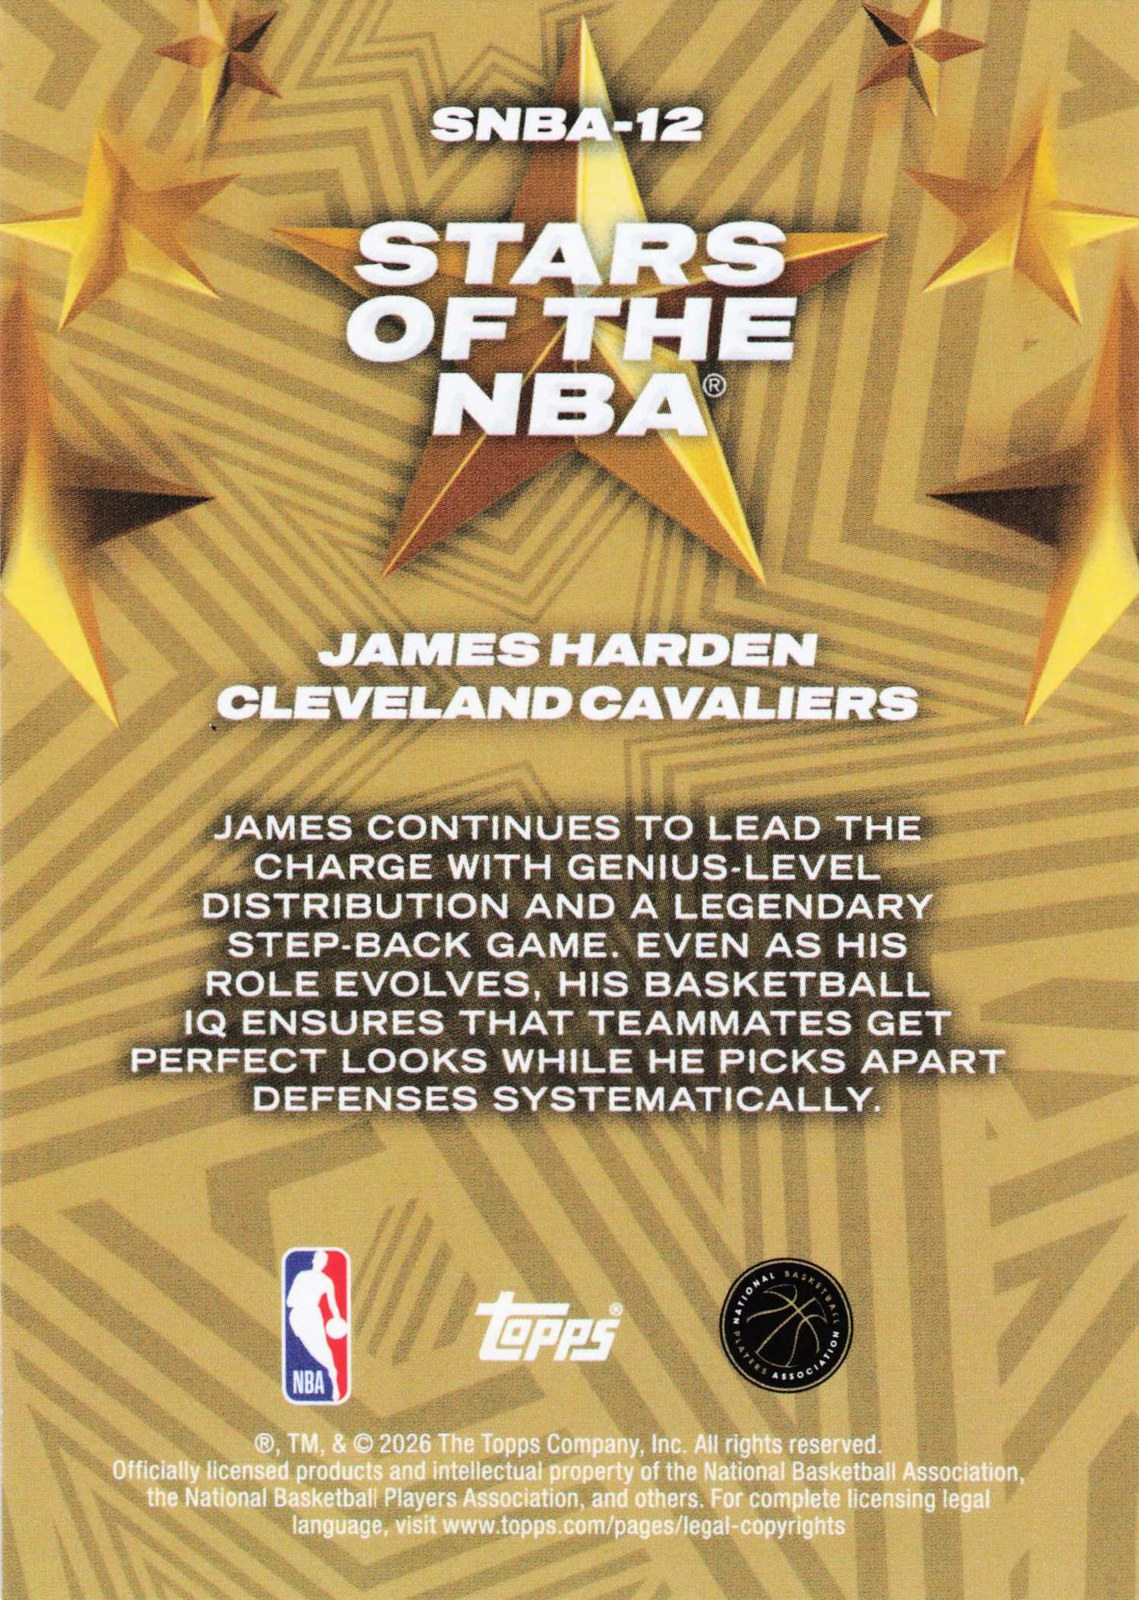 SNBA-12
STARS
OF THE
NBA®
JAMES HARDEN
CLEVELAND CAVALIERS
JAMES CONTINUES TO LEAD THE
CHARGE WITH GENIUS-LEVEL
DISTRIBUTION AND A LEGENDARY
STEP-BACK GAME. EVEN AS HIS
ROLE EVOLVES, HIS BASKETBALL
IQ ENSURES THAT TEAMMATES GET
PERFECT LOOKS WHILE HE PICKS APART
DEFENSES SYSTEMATICALLY.
NBA
topps®
NATIONAL BASKETBALL
PLAYERS ASSOCIATION
®, TM, & © 2026 The Topps Company, Inc. All rights reserved.
Officially licensed products and intellectual property of the National Basketball Association,
the National Basketball Players Association, and others. For complete licensing legal
language, visit www.topps.com/pages/legal-copyrights